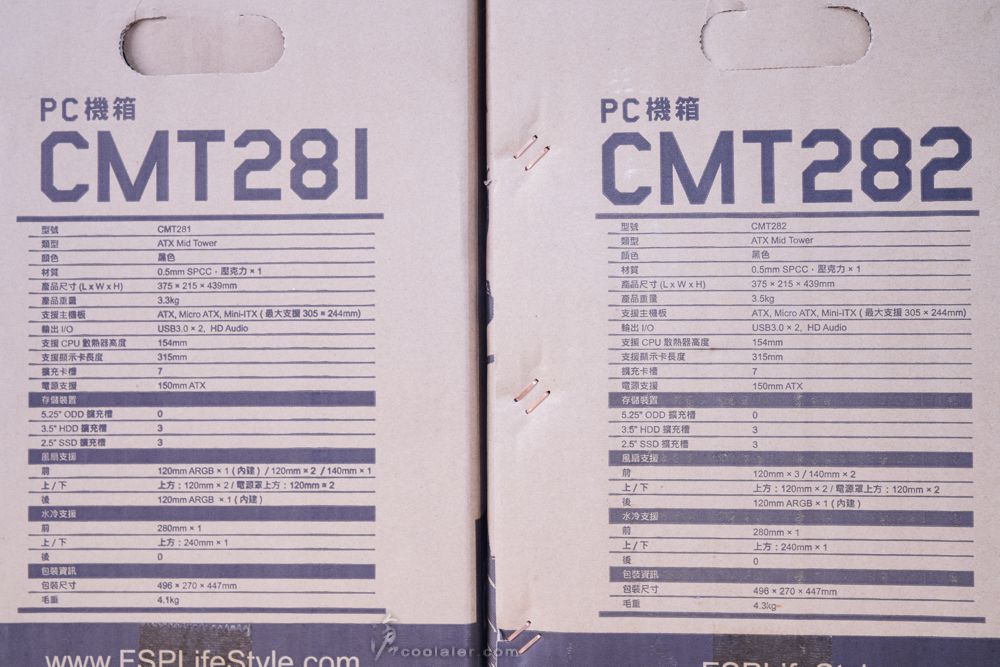 PC機箱
CMT281
型號 CMT281
類型 ATX Mid Tower
顏色 黑色
材質 0.5mm SPCC，壓克力 × 1
產品尺寸 (L x W x H) 375 × 215 × 439mm
產品重量 3.3kg
支援主機板 ATX, Micro ATX, Mini-ITX ( 最大支援 305 × 244mm)
輸出 I/O USB3.0 × 2, HD Audio
支援 CPU 散熱器高度 154mm
支援顯示卡長度 315mm
擴充卡槽 7
電源支援 150mm ATX
存儲裝置
5.25" ODD 擴充槽 0
3.5" HDD 擴充槽 3
2.5" SSD 擴充槽 3
風扇支援
前 120mm ARGB × 1 ( 內建 ) / 120mm × 2 / 140mm × 1
上 / 下 上方 : 120mm × 2 / 電源罩上方 : 120mm × 2
後 120mm ARGB × 1 ( 內建 )
水冷支援
前 280mm × 1
上 / 下 上方 : 240mm × 1
後 0
包裝資訊
包裝尺寸 496 × 270 × 447mm
毛重 4.1kg
www.ESPLifeStyle.com
PC機箱
CMT282
型號 CMT282
類型 ATX Mid Tower
顏色 黑色
材質 0.5mm SPCC，壓克力 × 1
產品尺寸 (L x W x H) 375 × 215 × 439mm
產品重量 3.5kg
支援主機板 ATX, Micro ATX, Mini-ITX ( 最大支援 305 × 244mm)
輸出 I/O USB3.0 × 2, HD Audio
支援 CPU 散熱器高度 154mm
支援顯示卡長度 315mm
擴充卡槽 7
電源支援 150mm ATX
存儲裝置
5.25" ODD 擴充槽 0
3.5" HDD 擴充槽 3
2.5" SSD 擴充槽 3
風扇支援
前 120mm × 3 / 140mm × 2
上 / 下 上方 : 120mm × 2 / 電源罩上方 : 120mm × 2
後 120mm ARGB × 1 ( 內建 )
水冷支援
前 280mm × 1
上 / 下 上方 : 240mm × 1
後 0
包裝資訊
包裝尺寸 496 × 270 × 447mm
毛重 4.3kg
coolaler.com